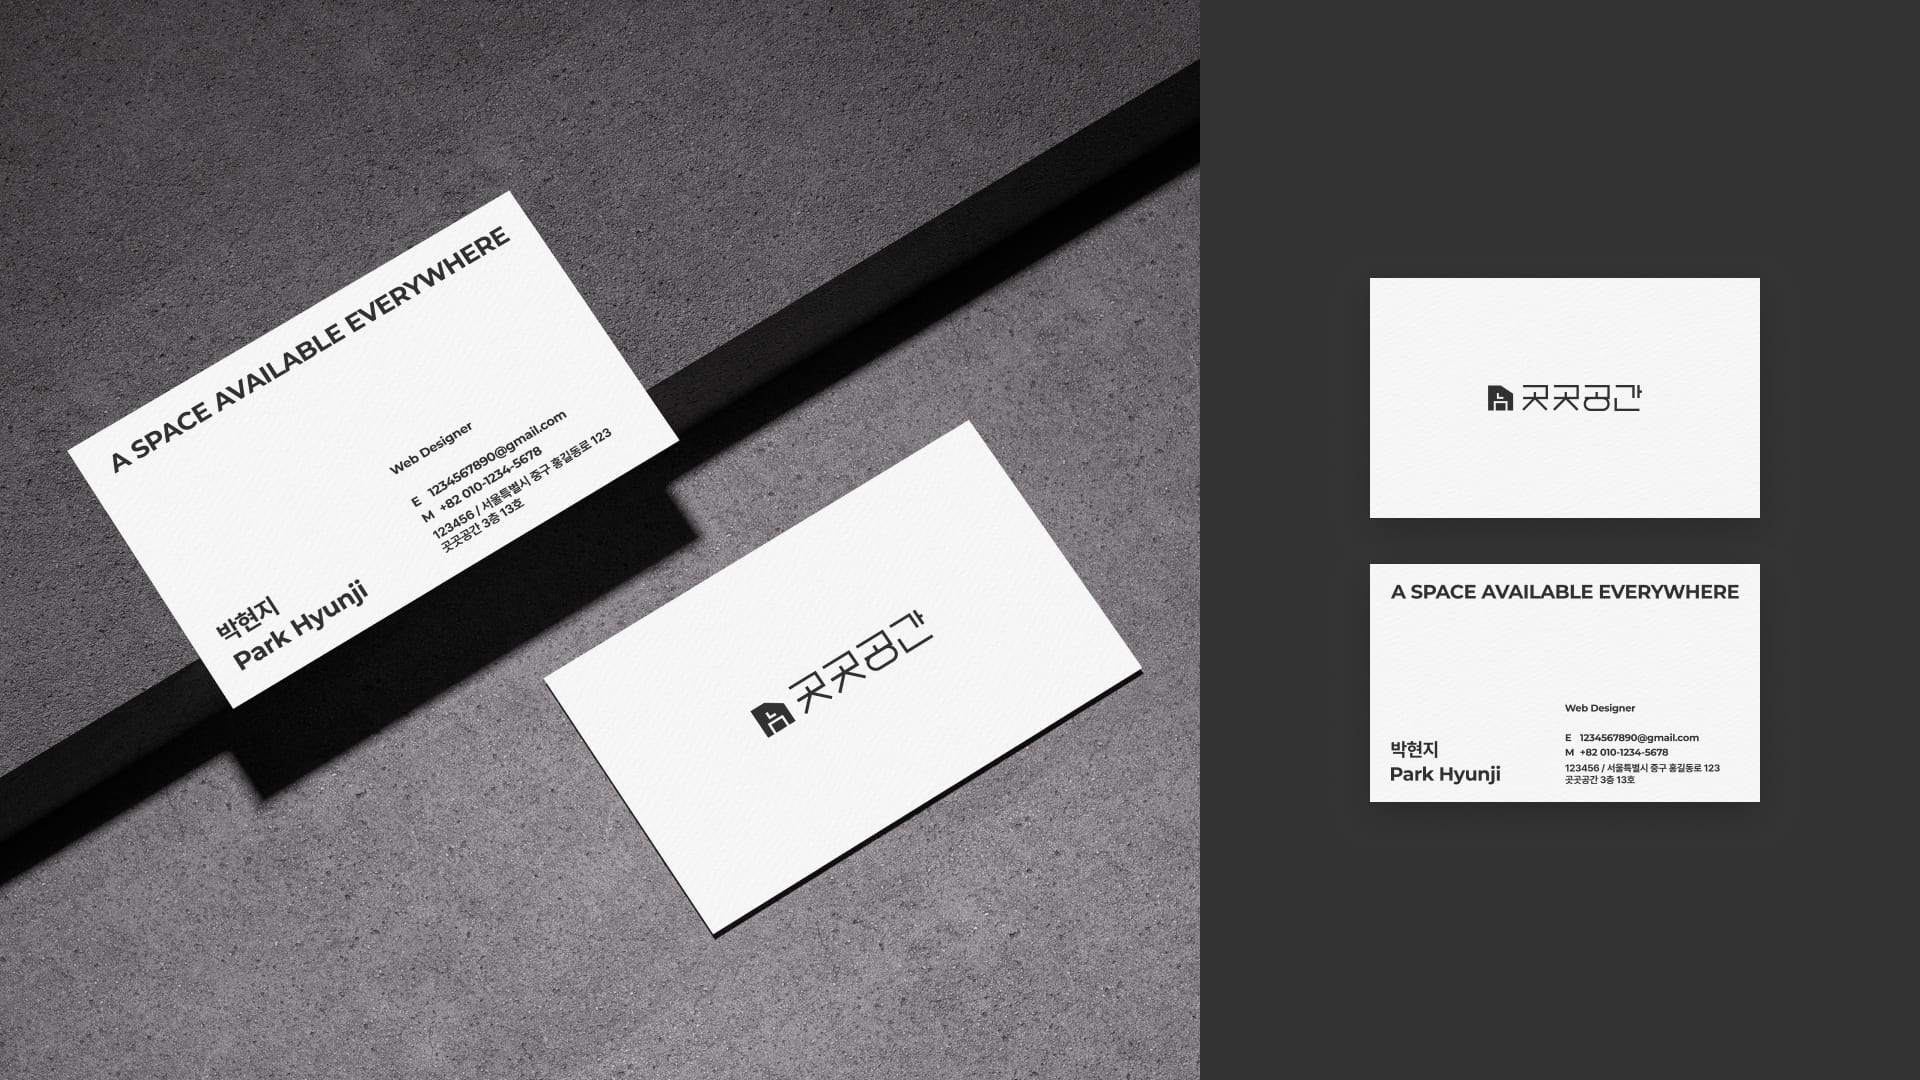 A SPACE AVAILABLE EVERYWHERE
Web Designer
E 1234567890@gmail.com
M +82 010-1234-5678
123456 / 서울특별시 중구 홍길동로 123
곳곳공간 3층 13호
박현지
Park Hyunji
곳곳공간
곳곳공간
A SPACE AVAILABLE EVERYWHERE
Web Designer
E 1234567890@gmail.com
M +82 010-1234-5678
123456 / 서울특별시 중구 홍길동로 123
곳곳공간 3층 13호
박현지
Park Hyunji